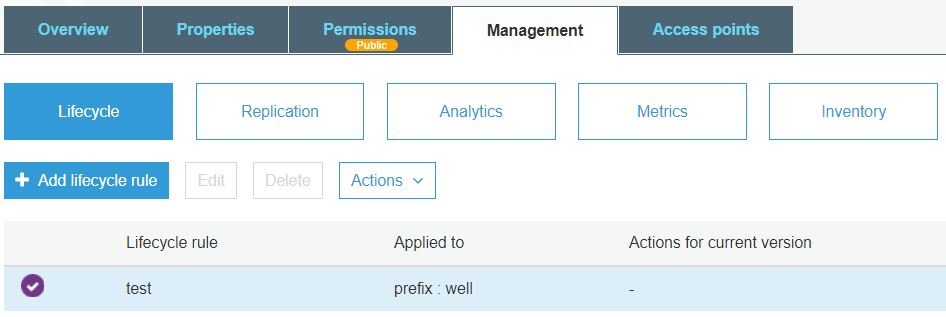 Overview Properties Permissions Management Access points
Public
Lifecycle Replication Analytics Metrics Inventory
+ Add lifecycle rule Edit Delete Actions
Lifecycle rule Applied to Actions for current version
test prefix : well -